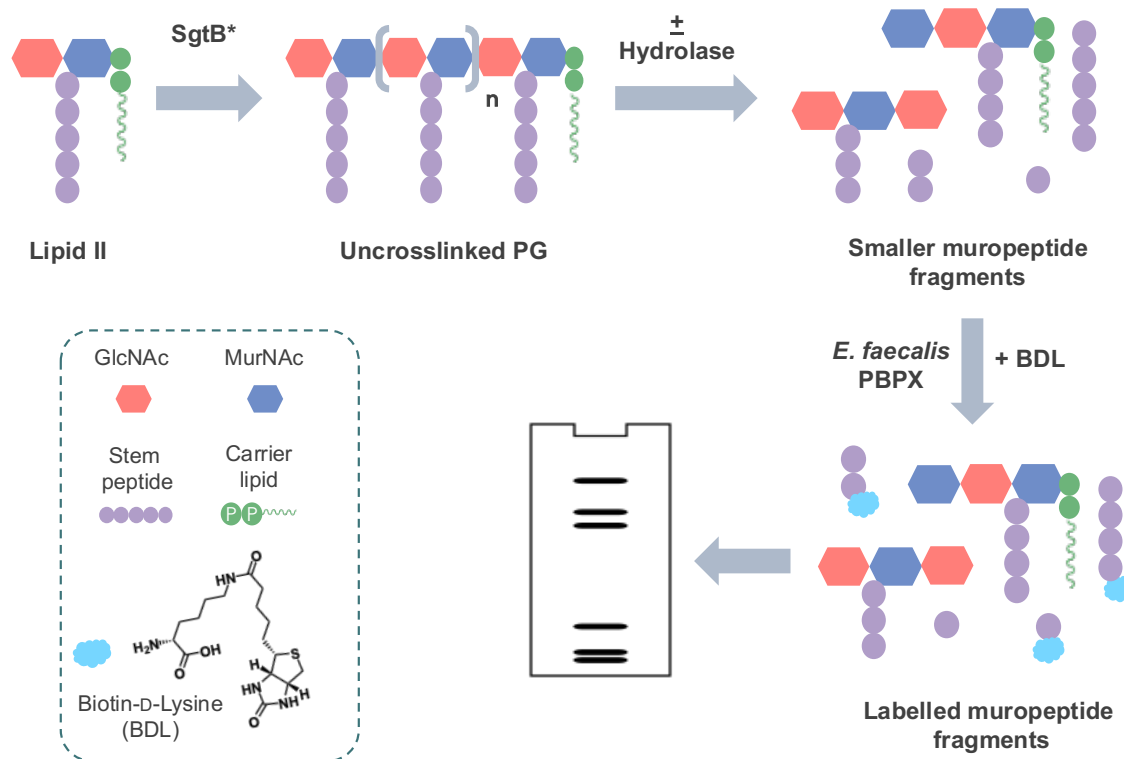 SgtB*
±
Hydrolase
n
Lipid II
Uncrosslinked PG
Smaller muropeptide
fragments
E. faecalis
PBPX
+ BDL
GlcNAc
MurNAc
Stem
peptide
Carrier
lipid
P P
O
N
H
H2N
OH
O
S
H
H
HN
NH
O
Biotin-D-Lysine
(BDL)
Labelled muropeptide
fragments